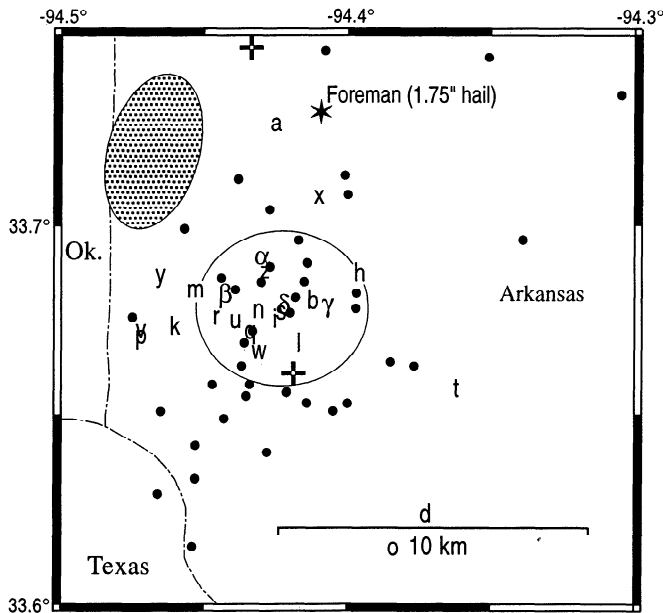 -94.5° -94.4° -94.3°
Foreman (1.75" hail)
a
x
33.7°
Ok.
α
z
h
y
m
β
δ
b γ
n
r u
i s
k
v
p
q
l
w
Arkansas
t
d
o 10 km
Texas
33.6°